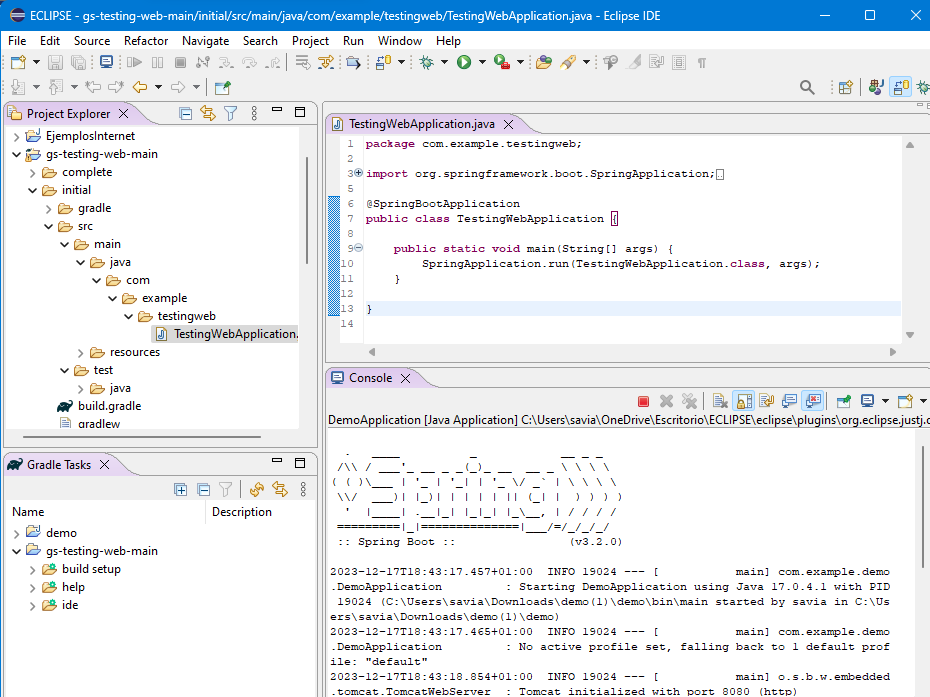 ECLIPSE - gs-testing-web-main/initial/src/main/java/com/example/testingweb/TestingWebApplication.java - Eclipse IDE
File Edit Source Refactor Navigate Search Project Run Window Help
Project Explorer
EjemplosInternet
gs-testing-web-main
complete
initial
gradle
src
main
java
com
example
testingweb
TestingWebApplication.
resources
test
java
build.gradle
gradlew
Gradle Tasks
Name Description
demo
gs-testing-web-main
build setup
help
ide
TestingWebApplication.java
1 package com.example.testingweb;
2
3 import org.springframework.boot.SpringApplication;
5
6 @SpringBootApplication
7 public class TestingWebApplication {
8
9 public static void main(String[] args) {
10 SpringApplication.run(TestingWebApplication.class, args);
11 }
12
13 }
14
Console
DemoApplication [Java Application] C:\Users\savia\OneDrive\Escritorio\ECLIPSE\eclipse\plugins\org.eclipse.justj.o
  .   ____          _            __ _ _
 /\\ / ___'_ __ _ _(_)_ __  __ _ \ \ \ \
( ( )\___ | '_ | '_| | '_ \/ _` | \ \ \ \
 \\/  ___)| |_)| | | | | || (_| |  ) ) ) )
  '  |____| .__|_| |_|_| |_\__, | / / / /
 =========|_|==============|___/=/_/_/_/
 :: Spring Boot ::                (v3.2.0)
2023-12-17T18:43:17.457+01:00  INFO 19024 --- [           main] com.example.demo
.DemoApplication         : Starting DemoApplication using Java 17.0.4.1 with PID
 19024 (C:\Users\savia\Downloads\demo(1)\demo\bin\main started by savia in C:\Us
ers\savia\Downloads\demo(1)\demo)
2023-12-17T18:43:17.465+01:00  INFO 19024 --- [           main] com.example.demo
.DemoApplication         : No active profile set, falling back to 1 default prof
ile: "default"
2023-12-17T18:43:18.854+01:00  INFO 19024 --- [           main] o.s.b.w.embedded
.tomcat.TomcatWebServer  : Tomcat initialized with port 8080 (http)